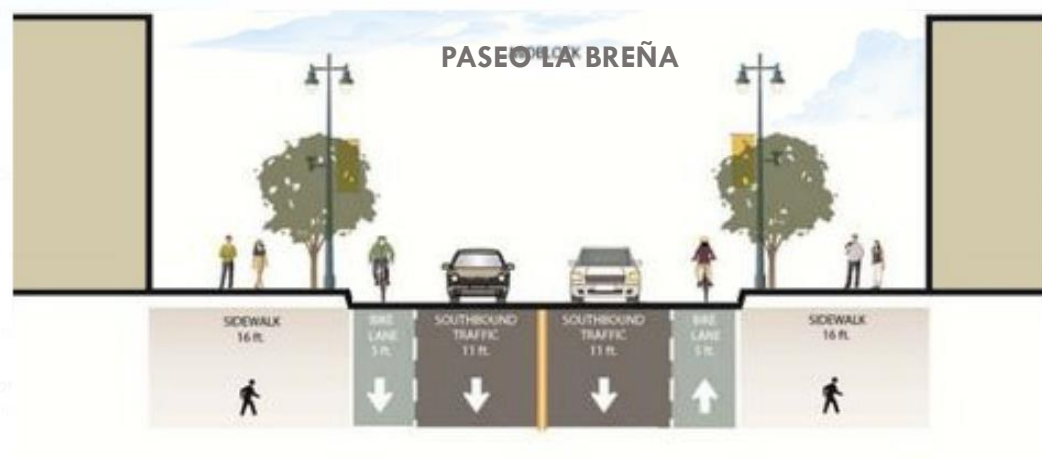 PASEO LA BREÑA
SIDEWALK
16 ft.
BIKE
LANE
5 ft.
SOUTHBOUND
TRAFFIC
11 ft.
SOUTHBOUND
TRAFFIC
11 ft.
BIKE
LANE
5 ft.
SIDEWALK
16 ft.